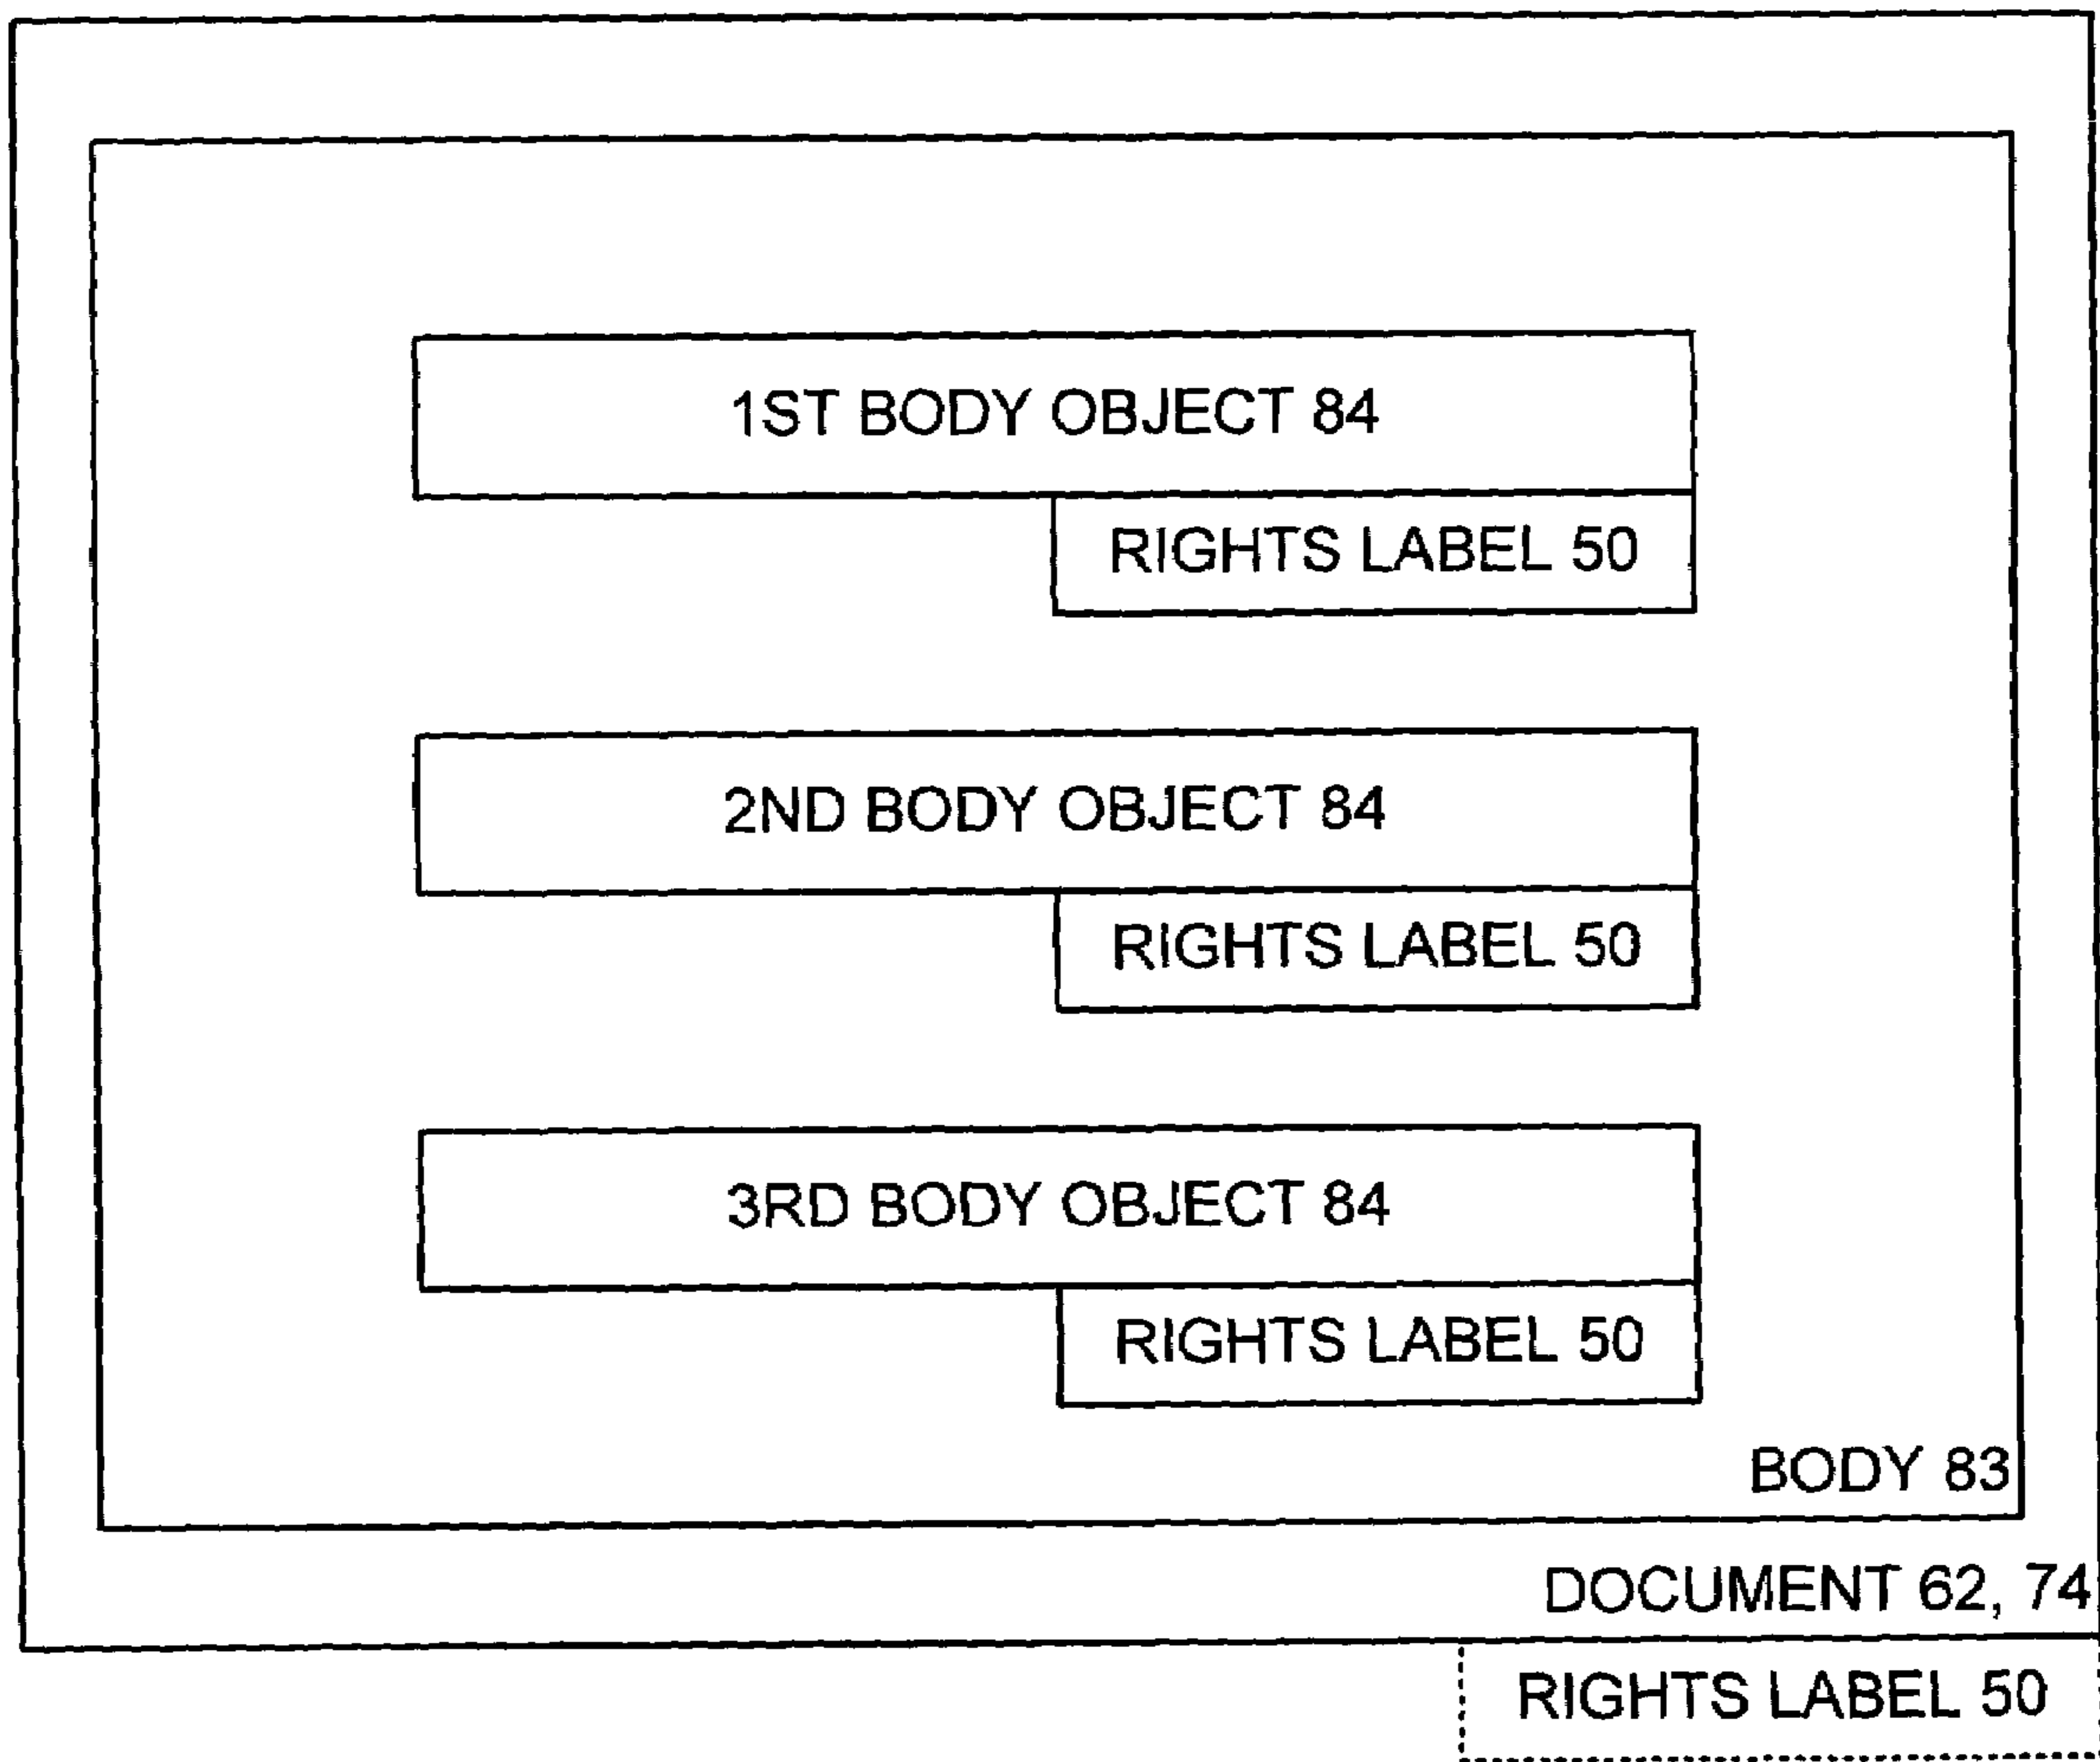 1ST BODY OBJECT 84
RIGHTS LABEL 50
2ND BODY OBJECT 84
RIGHTS LABEL 50
3RD BODY OBJECT 84
RIGHTS LABEL 50
BODY 83
DOCUMENT 62, 74
RIGHTS LABEL 50